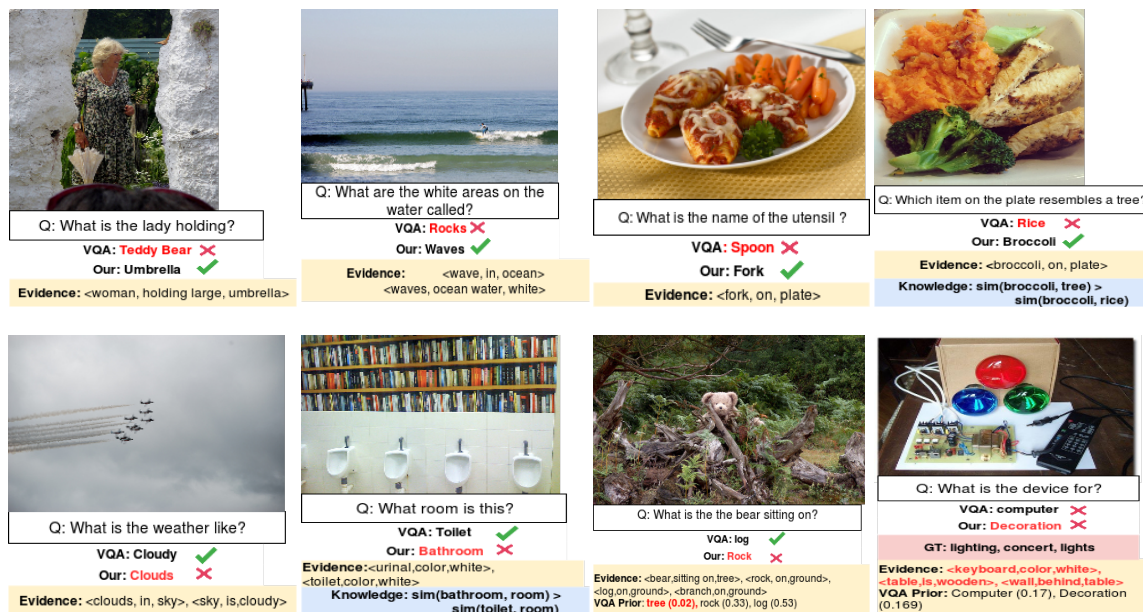 Q: What is the lady holding?
VQA: Teddy Bear
Our: Umbrella
Evidence: <woman, holding large, umbrella>
Q: What are the white areas on the
water called?
VQA: Rocks
Our: Waves
Evidence: <wave, in, ocean>
<waves, ocean water, white>
Q: What is the name of the utensil ?
VQA: Spoon
Our: Fork
Evidence: <fork, on, plate>
Q: Which item on the plate resembles a tree?
VQA: Rice
Our: Broccoli
Evidence: <broccoli, on, plate>
Knowledge: sim(broccoli, tree) >
sim(broccoli, rice)
Q: What is the weather like?
VQA: Cloudy
Our: Clouds
Evidence: <clouds, in, sky>, <sky, is,cloudy>
Q: What room is this?
VQA: Toilet
Our: Bathroom
Evidence:<urinal,color,white>,
<toilet,color,white>
Knowledge: sim(bathroom, room) >
sim(toilet, room)
Q: What is the the bear sitting on?
VQA: log
Our: Rock
Evidence: <bear,sitting on,tree>, <rock, on,ground>,
<log,on,ground>, <branch,on,ground>
VQA Prior: tree (0.02), rock (0.33), log (0.53)
Q: What is the device for?
VQA: computer
Our: Decoration
GT: lighting, concert, lights
Evidence: <keyboard,color,white>,
<table,is,wooden>, <wall,behind,table>
VQA Prior: Computer (0.17), Decoration
(0.169)